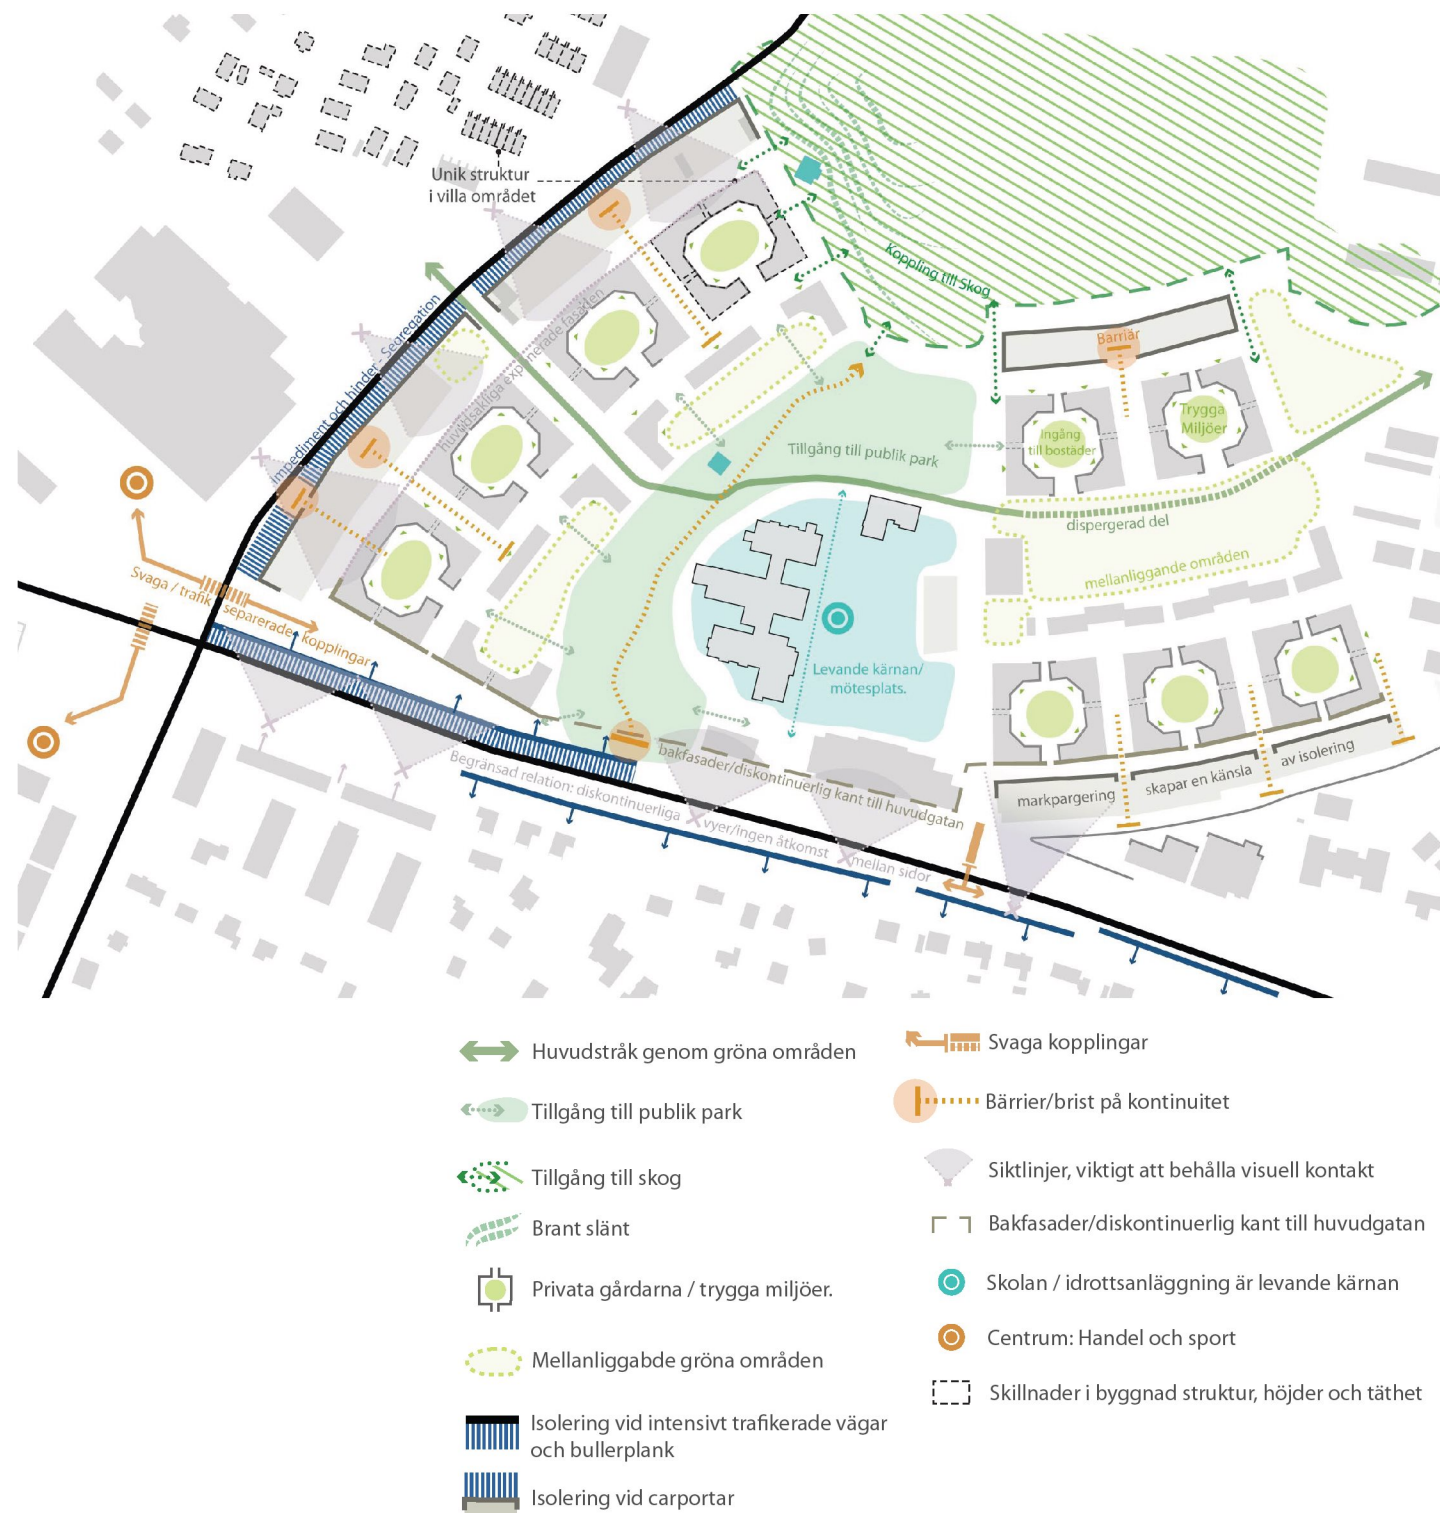 Unik struktur
i villa området
Koppling till Skog
Impediment och hinder - Segregation
huvudsakliga exponerade fasaden
Barriär
Trygga
Miljöer
Ingång
till bostäder
Tillgång till publik park
dispergerad del
mellanliggande områden
Svaga / trafik separerade kopplingar
Levande kärnan/
mötesplats.
bakfasader/diskontinuerlig kant till huvudgatan
Begränsad relation: diskontinuerliga vyer/ingen åtkomst mellan sidor
markpargering
skapar en känsla
av isolering
Huvudstråk genom gröna områden
Tillgång till publik park
Tillgång till skog
Brant slänt
Privata gårdarna / trygga miljöer.
Mellanliggabde gröna områden
Isolering vid intensivt trafikerade vägar
och bullerplank
Isolering vid carportar
Svaga kopplingar
Bärrier/brist på kontinuitet
Siktlinjer, viktigt att behålla visuell kontakt
Bakfasader/diskontinuerlig kant till huvudgatan
Skolan / idrottsanläggning är levande kärnan
Centrum: Handel och sport
Skillnader i byggnad struktur, höjder och täthet